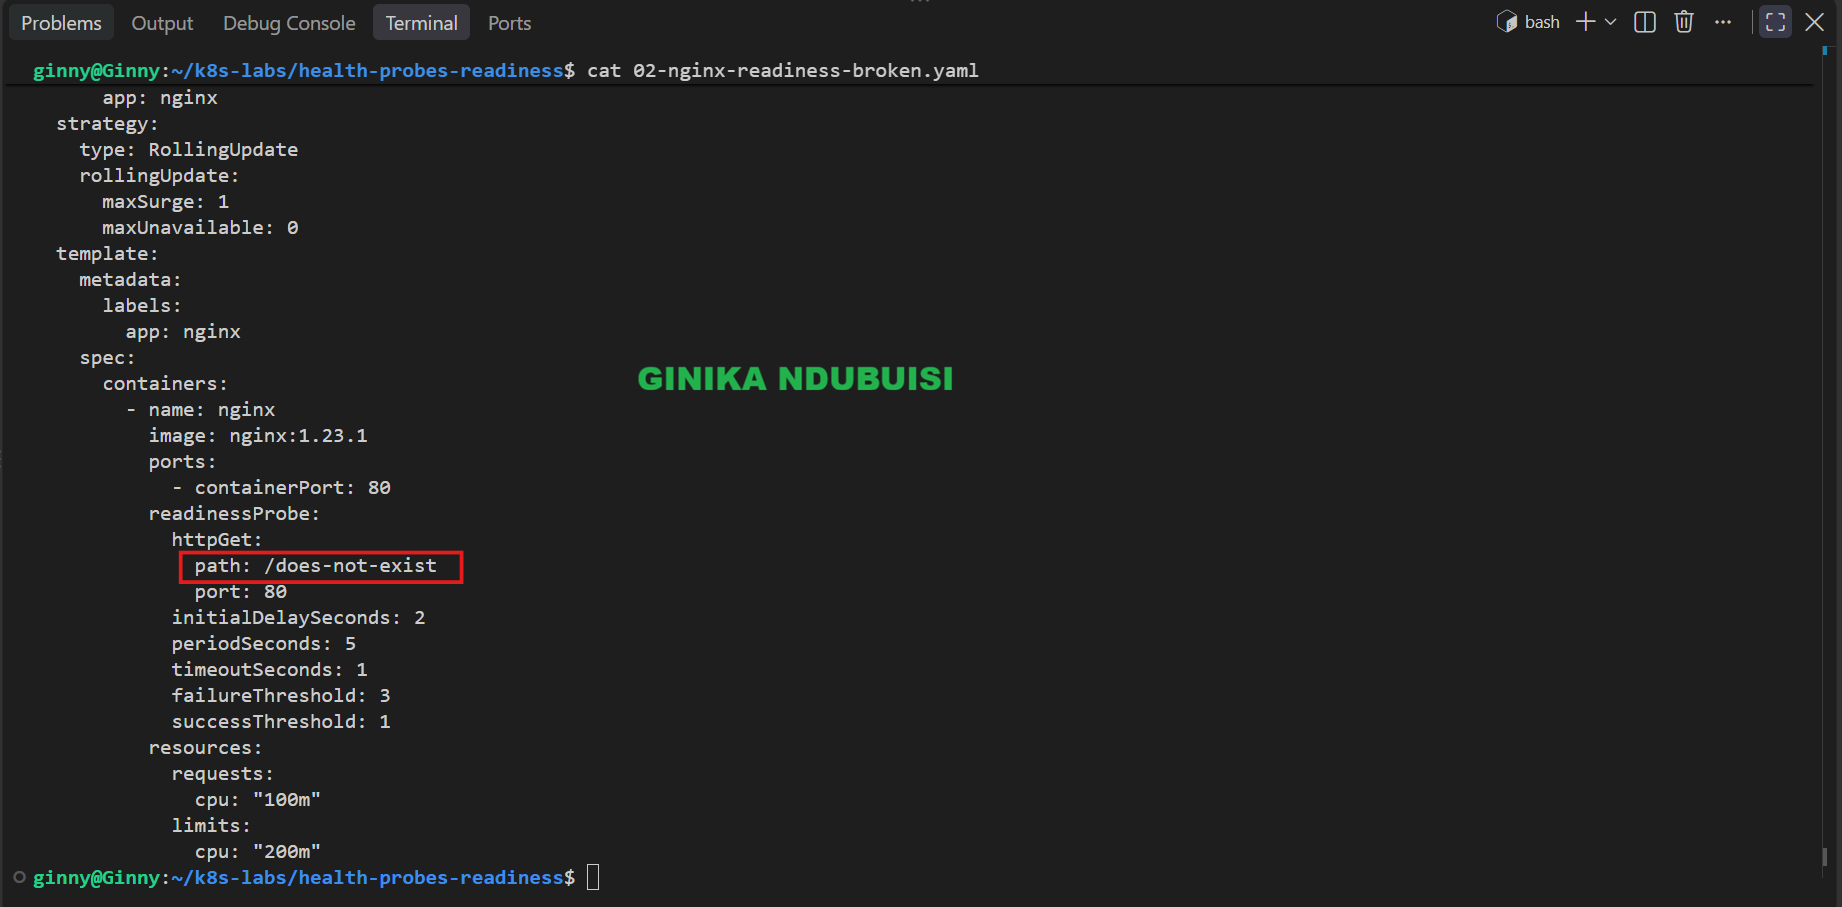 Problems Output Debug Console Terminal Ports bash
ginny@Ginny:~/k8s-labs/health-probes-readiness$ cat 02-nginx-readiness-broken.yaml
      app: nginx
  strategy:
    type: RollingUpdate
    rollingUpdate:
      maxSurge: 1
      maxUnavailable: 0
  template:
    metadata:
      labels:
        app: nginx
    spec:
      containers:
        - name: nginx
          image: nginx:1.23.1
          ports:
            - containerPort: 80
          readinessProbe:
            httpGet:
              path: /does-not-exist
              port: 80
            initialDelaySeconds: 2
            periodSeconds: 5
            timeoutSeconds: 1
            failureThreshold: 3
            successThreshold: 1
          resources:
            requests:
              cpu: "100m"
            limits:
              cpu: "200m"
ginny@Ginny:~/k8s-labs/health-probes-readiness$
GINIKA NDUBUISI